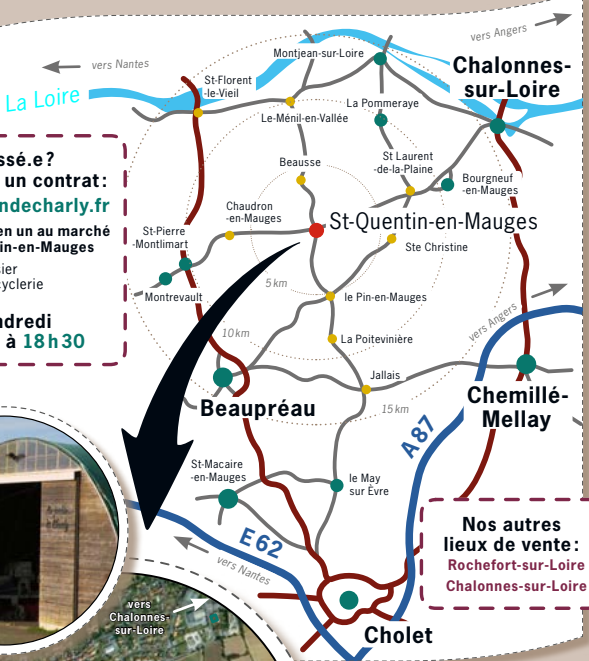 vers Nantes
vers Angers
Montjean-sur-Loire
Chalonnes-
sur-Loire
St-Florent
-le-Vieil
La Loire
La Pommeraye
Le-Ménil-en-Vallée
Beausse
St Laurent
-de-la-Plaine
Bourgneuf
-en-Mauges
Chaudron
-en-Mauges
St-Quentin-en-Mauges
St-Pierre
-Montlimart
Ste Christine
Montrevault
5 km
le Pin-en-Mauges
10 km
La Poitevinière
vers Angers
Jallais
15 km
Beaupréau
Chemillé-
Mellay
A 87
St-Macaire
-en-Mauges
le May
sur Èvre
E 62
vers Nantes
Cholet
ssé.e ?
un contrat :
ndecharly.fr
en un au marché
in-en-Mauges
sier
cyclerie
ndredi
à 18h30
Nos autres
lieux de vente :
Rochefort-sur-Loire
Chalonnes-sur-Loire
vers
Chalonnes-
sur-Loire